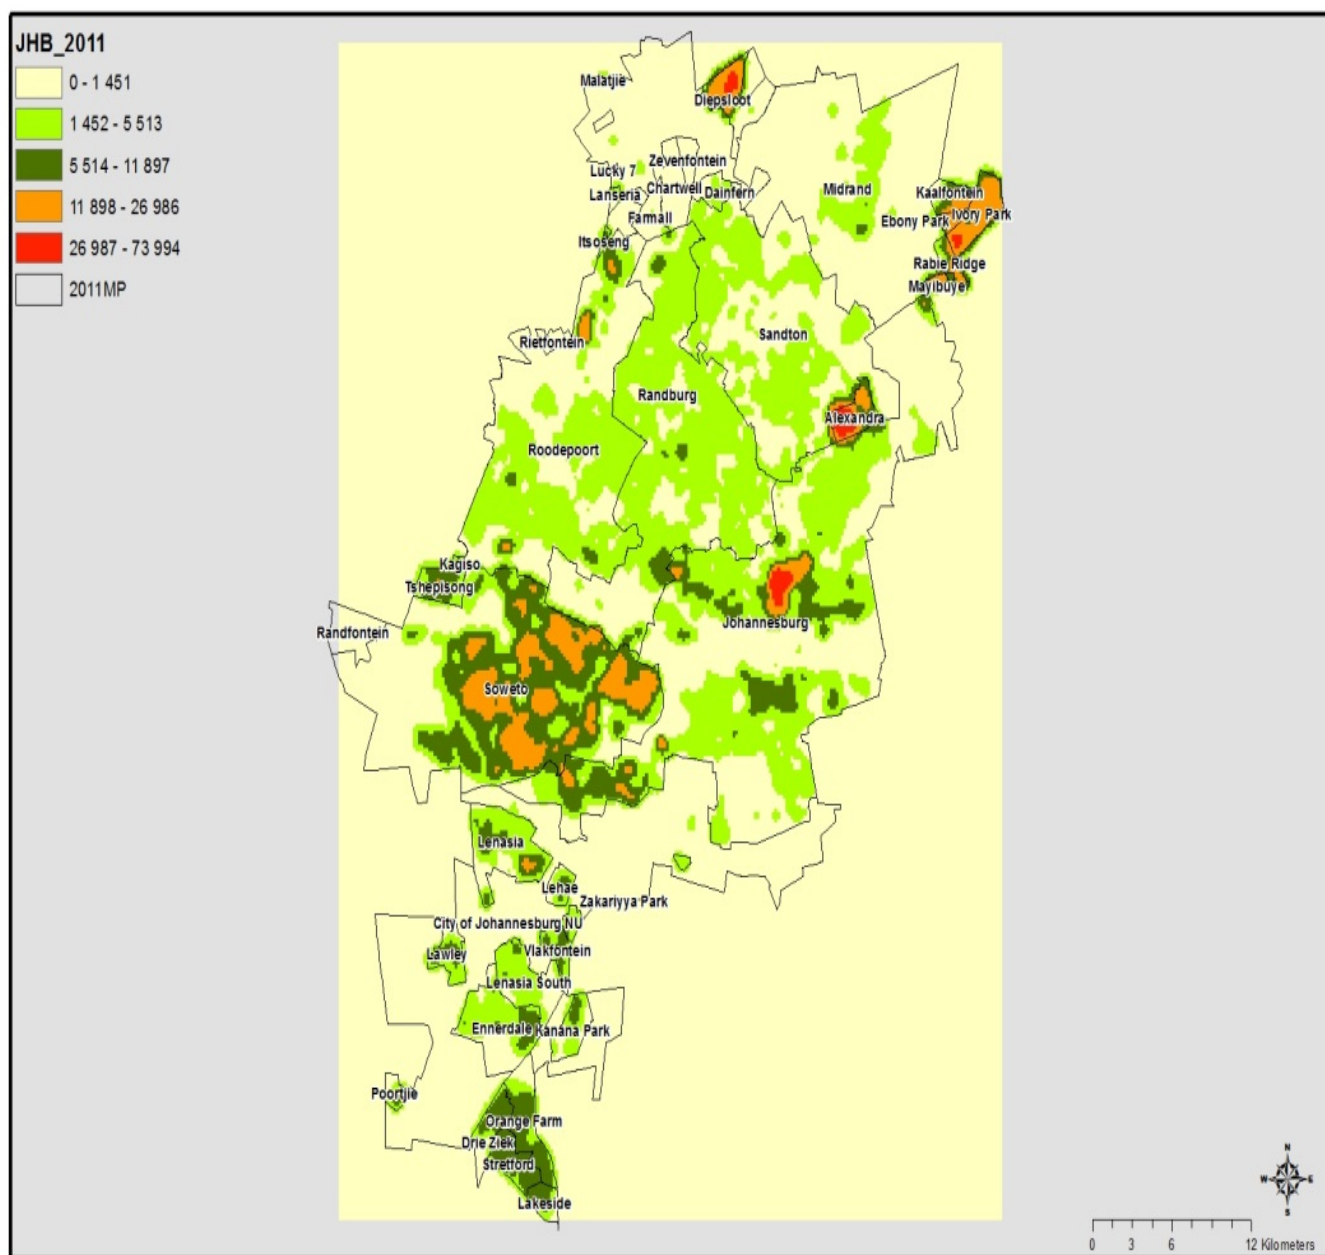 JHB_2011
0 - 1 451
1 452 - 5 513
5 514 - 11 897
11 898 - 26 986
26 987 - 73 994
2011MP
Malatjie
Diepsloot
Zevenfontein
Lucky 7
Lanseria
Chartwell
Dainfern
Midrand
Kaalfontein
Farmall
Ebony Park
Ivory Park
Itsoseng
Rabie Ridge
Mayibuye
Rietfontein
Sandton
Randburg
Alexandra
Roodepoort
Kagiso
Tshepisong
Randfontein
Johannesburg
Soweto
Lenasia
Lehae
Zakariyya Park
City of Johannesburg NU
Lawley
Vlakfontein
Lenasia South
Ennerdale
Kanana Park
Poortjie
Orange Farm
Drie Ziek
Stretford
Lakeside
N
W
E
S
0 3 6 12 Kilometers